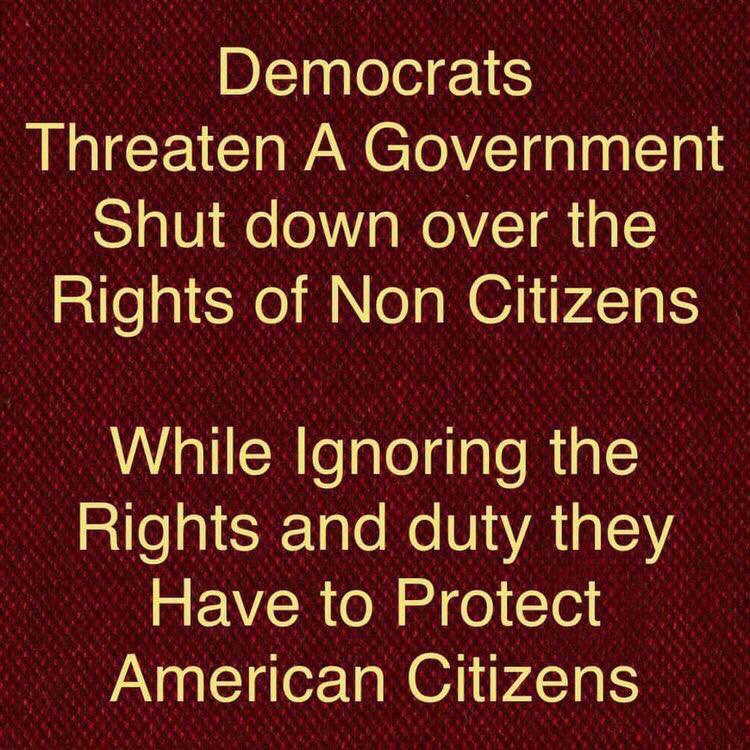 Democrats
Threaten A Government
Shut down over the
Rights of Non Citizens
While Ignoring the
Rights and duty they
Have to Protect
American Citizens